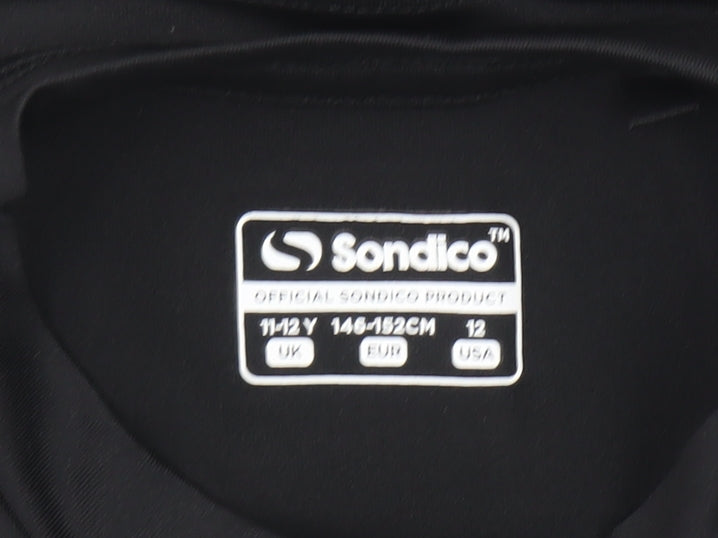 Sondico™
OFFICIAL SONDICO PRODUCT
11-12 Y 146-152CM 12
UK EUR USA